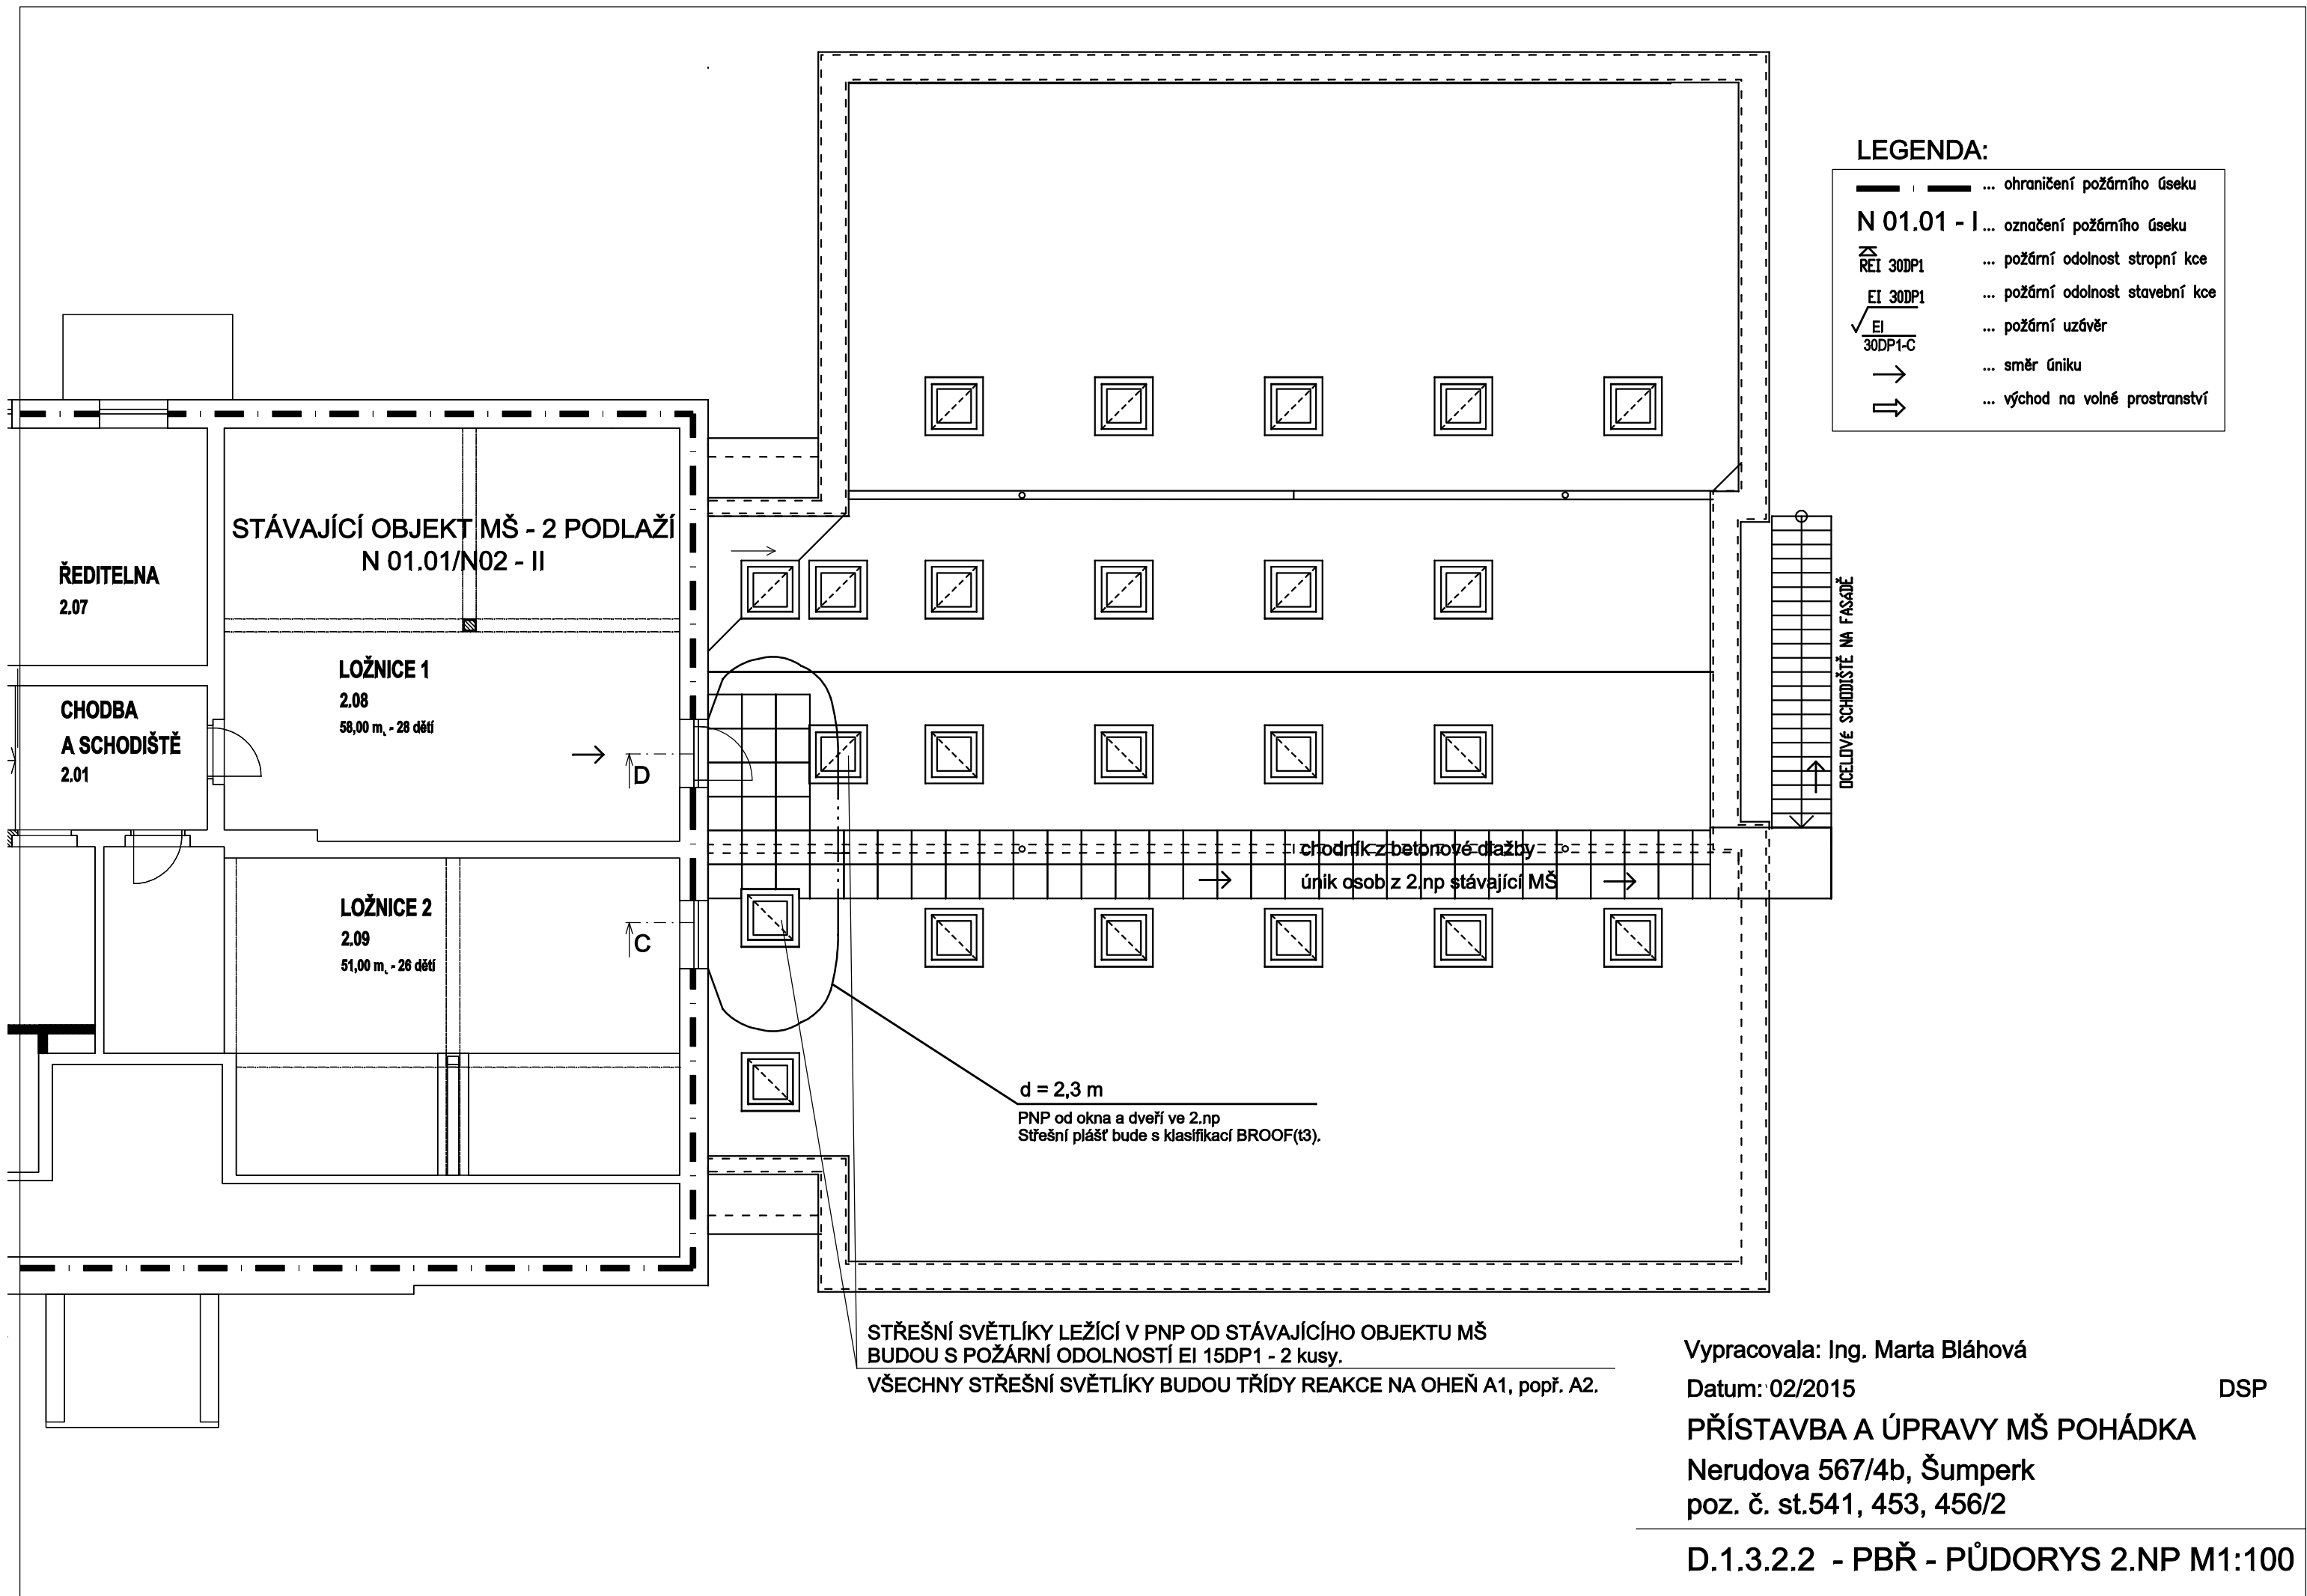 LEGENDA:
... ohraničení požárního úseku
N 01.01 - I ... označení požárního úseku
REI 30DP1 ... požární odolnost stropní kce
EI 30DP1 ... požární odolnost stavební kce
EI ... požární uzávěr
30DP1-C
... směr úniku
... východ na volné prostranství
STÁVAJÍCÍ OBJEKT MŠ - 2 PODLAŽÍ
N 01.01/N02 - II
ŘEDITELNA
2.07
LOŽNICE 1
2.08
58,00 m - 28 dětí
CHODBA
A SCHODIŠTĚ
2.01
D
LOŽNICE 2
2.09
51,00 m - 26 dětí
C
OCELOVÉ SCHODIŠTĚ NA FASÁDĚ
chodník z betonové dlažby
únik osob z 2.np stávající MŠ
d = 2,3 m
PNP od okna a dveří ve 2.np
Střešní plášť bude s klasifikací BROOF(t3).
STŘEŠNÍ SVĚTLÍKY LEŽÍCÍ V PNP OD STÁVAJÍCÍHO OBJEKTU MŠ
BUDOU S POŽÁRNÍ ODOLNOSTÍ EI 15DP1 - 2 kusy.
VŠECHNY STŘEŠNÍ SVĚTLÍKY BUDOU TŘÍDY REAKCE NA OHEŇ A1, popř. A2.
Vypracovala: Ing. Marta Bláhová
Datum: 02/2015 DSP
PŘÍSTAVBA A ÚPRAVY MŠ POHÁDKA
Nerudova 567/4b, Šumperk
poz. č. st.541, 453, 456/2
D.1.3.2.2 - PBŘ - PŮDORYS 2.NP M1:100